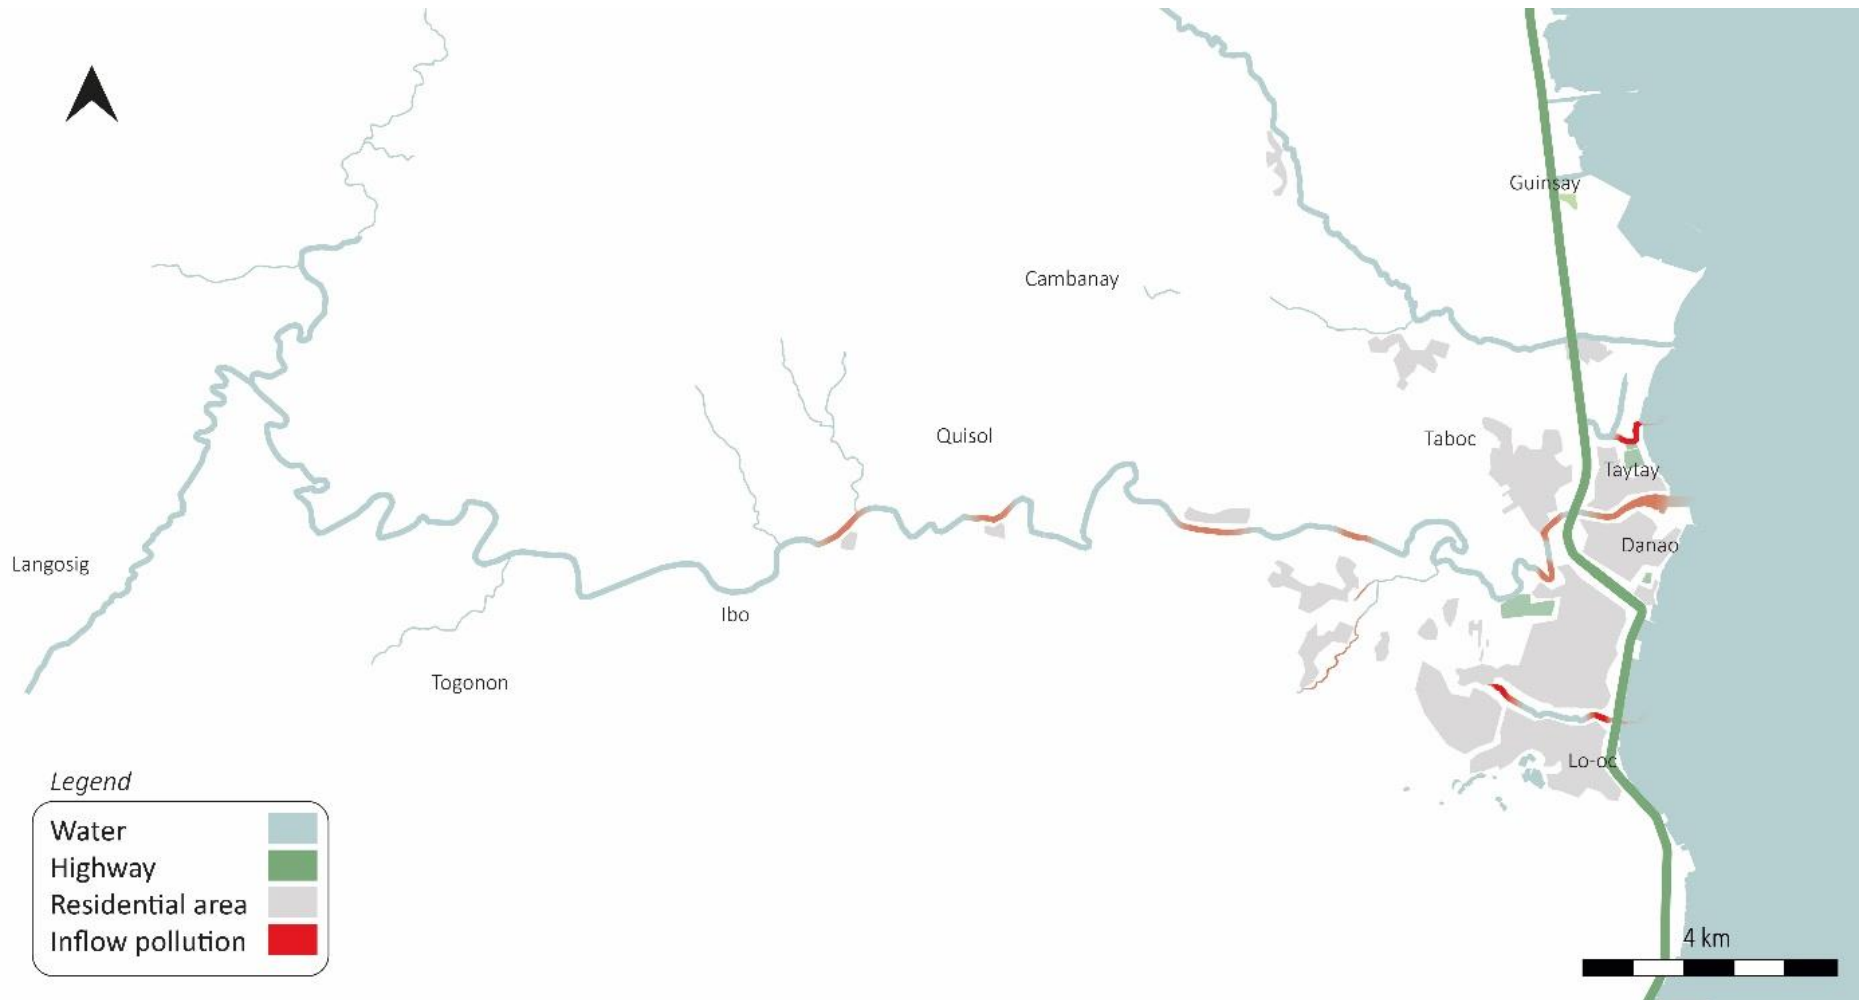 Guinsay
Cambanay
Quisol
Taboc
Taytay
Danao
Langosig
Ibo
Togonon
Lo-oc
Legend
Water
Highway
Residential area
Inflow pollution
4 km